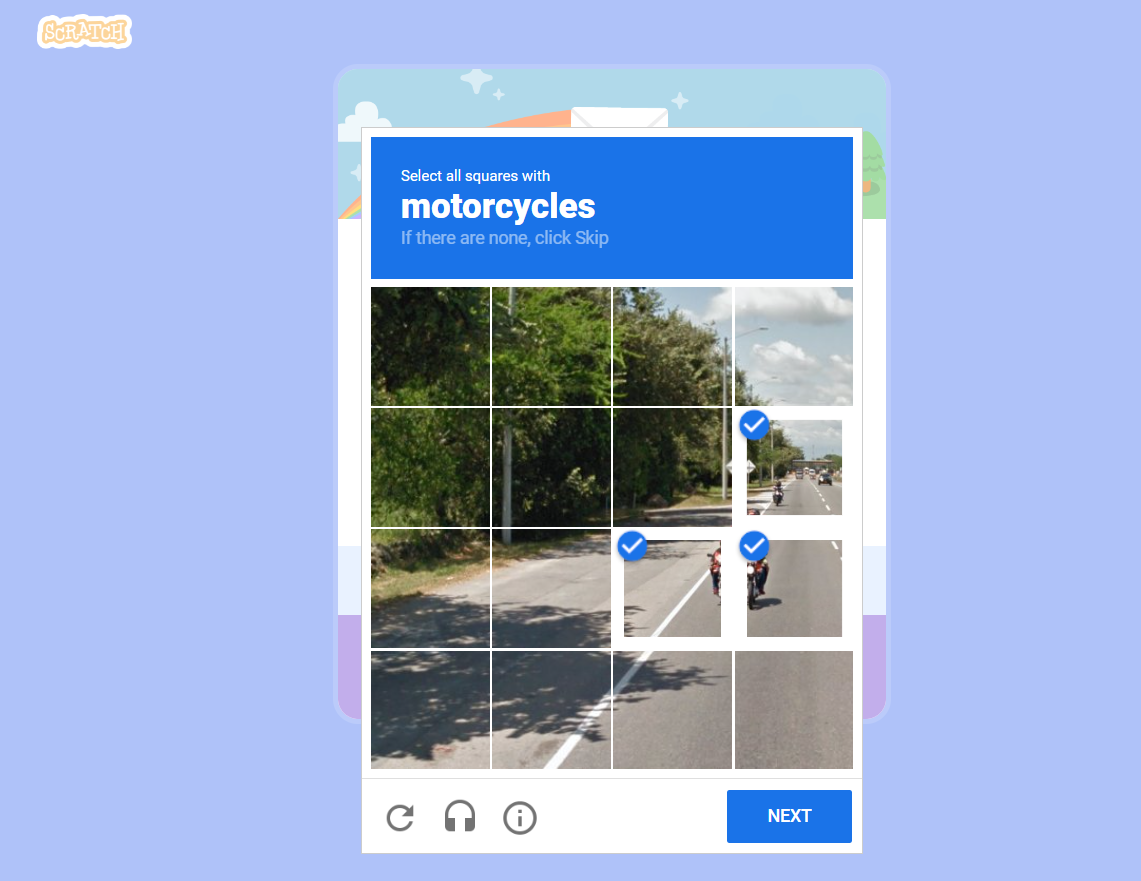 SCRATCH
Select all squares with
motorcycles
If there are none, click Skip
NEXT